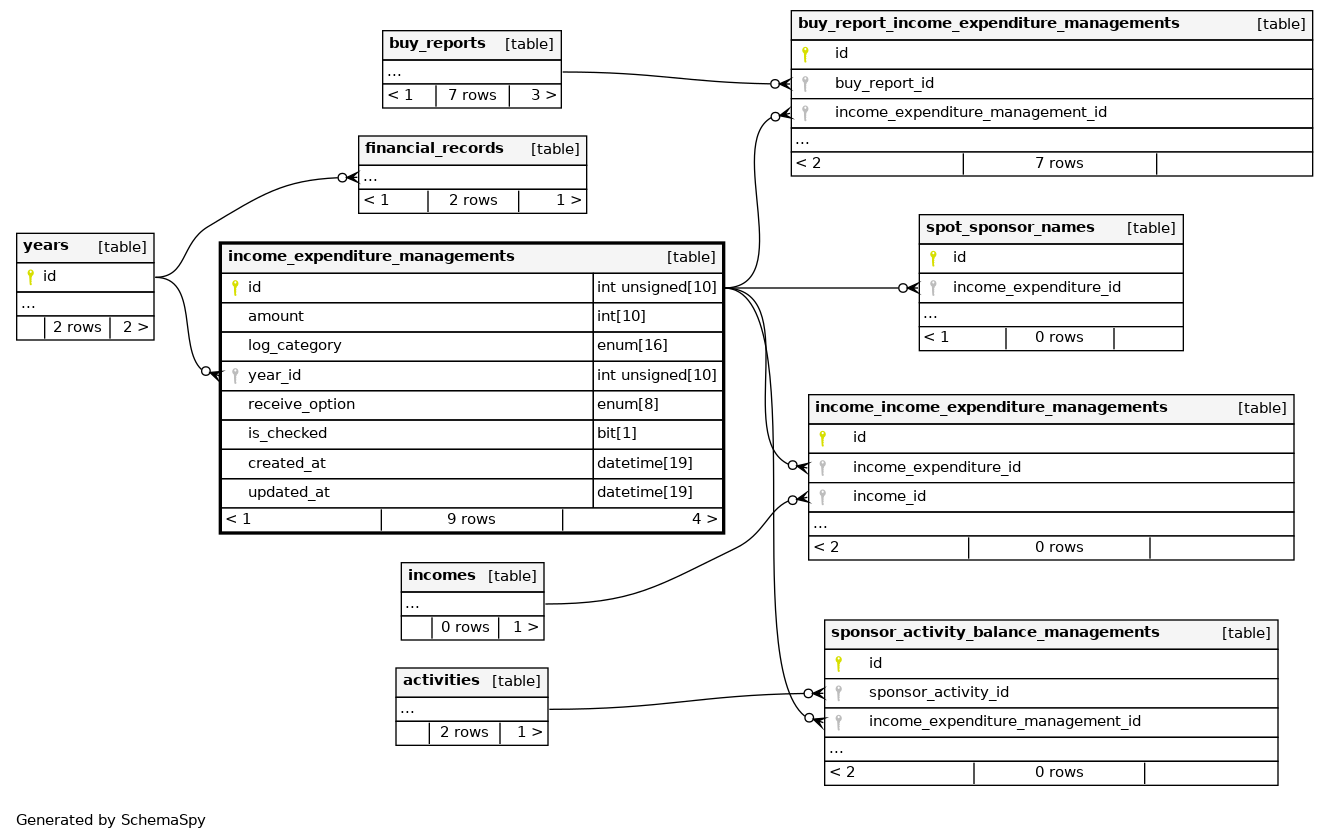 buy_reports [table]
...
< 1 7 rows 3 >
financial_records [table]
...
< 1 2 rows 1 >
years [table]
id
...
2 rows 2 >
income_expenditure_managements [table]
id int unsigned[10]
amount int[10]
log_category enum[16]
year_id int unsigned[10]
receive_option enum[8]
is_checked bit[1]
created_at datetime[19]
updated_at datetime[19]
< 1 9 rows 4 >
incomes [table]
...
0 rows 1 >
activities [table]
...
2 rows 1 >
buy_report_income_expenditure_managements [table]
id
buy_report_id
income_expenditure_management_id
...
< 2 7 rows
spot_sponsor_names [table]
id
income_expenditure_id
...
< 1 0 rows
income_income_expenditure_managements [table]
id
income_expenditure_id
income_id
...
< 2 0 rows
sponsor_activity_balance_managements [table]
id
sponsor_activity_id
income_expenditure_management_id
...
< 2 0 rows
Generated by SchemaSpy